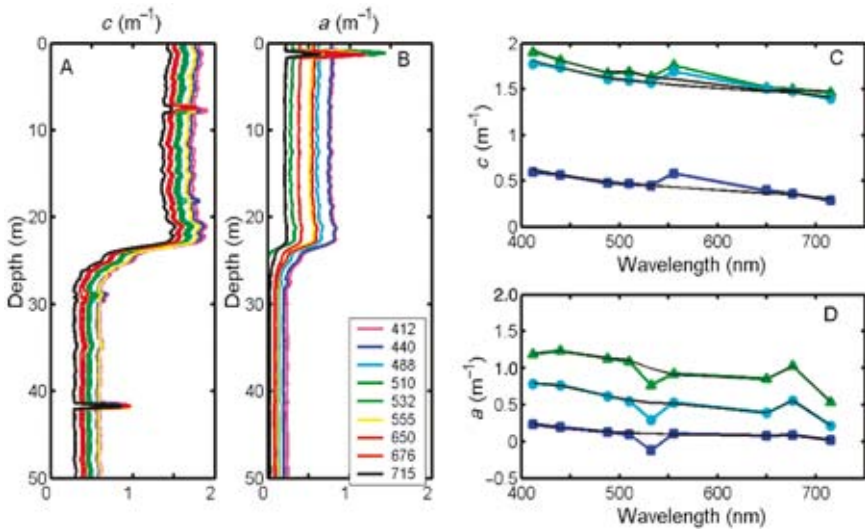 c (m⁻¹)
a (m⁻¹)
0 1 2
0 1 2
A
B
Depth (m)
0
10
20
30
40
50
Depth (m)
0
10
20
30
40
50
412
440
488
510
532
555
650
676
715
C
c (m⁻¹)
2
1.5
1
0.5
0
400 500 600 700
Wavelength (nm)
D
a (m⁻¹)
2.0
1.5
1.0
0.5
0
−0.5
400 500 600 700
Wavelength (nm)